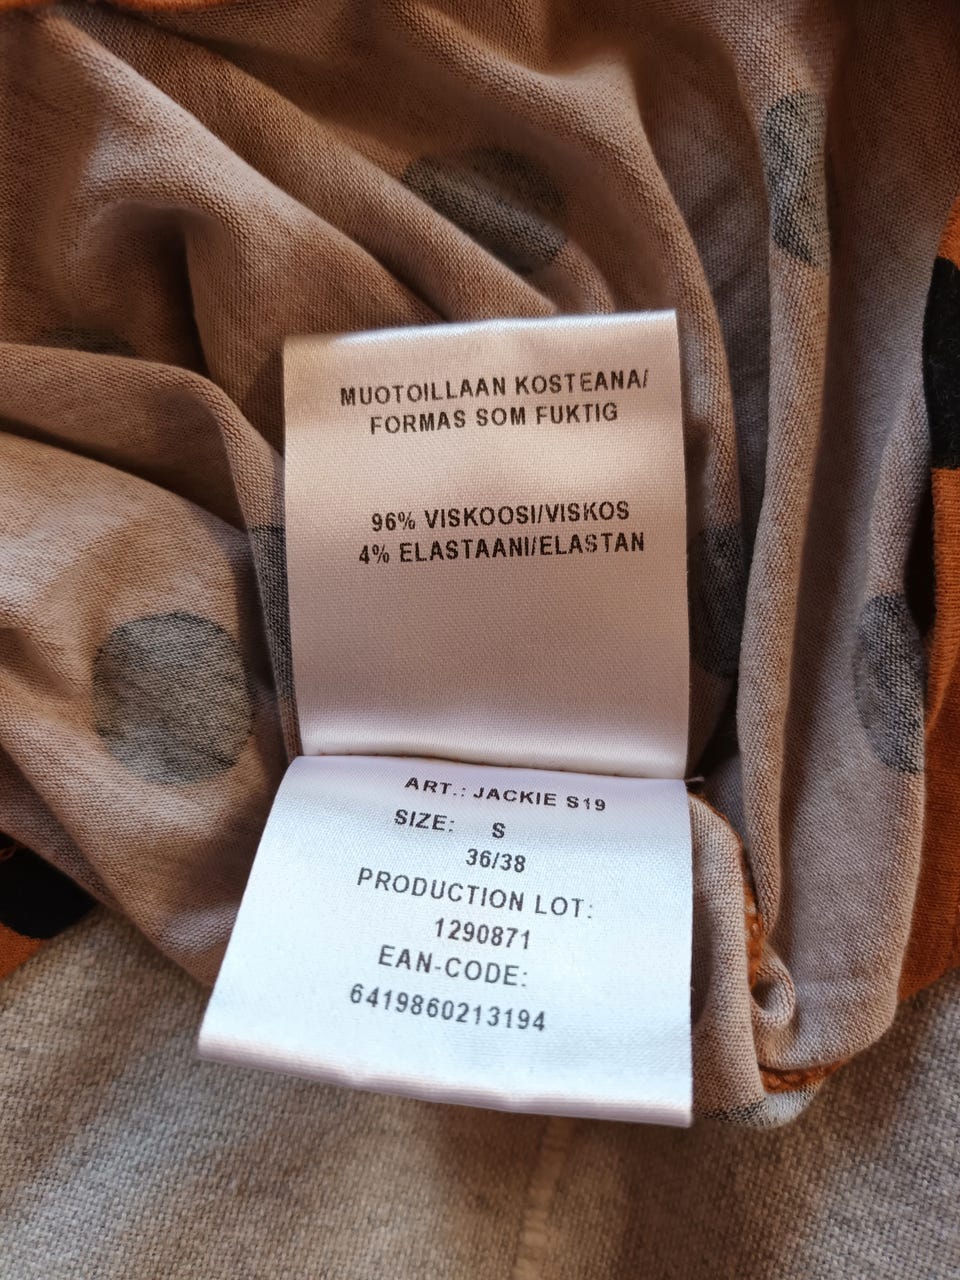 MUOTOILLAAN KOSTEANA/
FORMAS SOM FUKTIG
96% VISKOOSI/VISKOS
4% ELASTAANI/ELASTAN
ART.: JACKIE S19
SIZE: S
36/38
PRODUCTION LOT:
1290871
EAN-CODE:
6419860213194